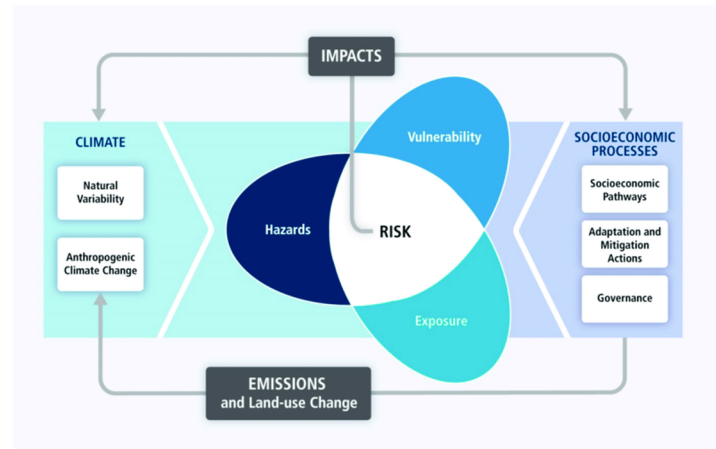 IMPACTS
CLIMATE
Natural
Variability
Anthropogenic
Climate Change
Vulnerability
Hazards
RISK
Exposure
SOCIOECONOMIC
PROCESSES
Socioeconomic
Pathways
Adaptation and
Mitigation
Actions
Governance
EMISSIONS
and Land-use Change